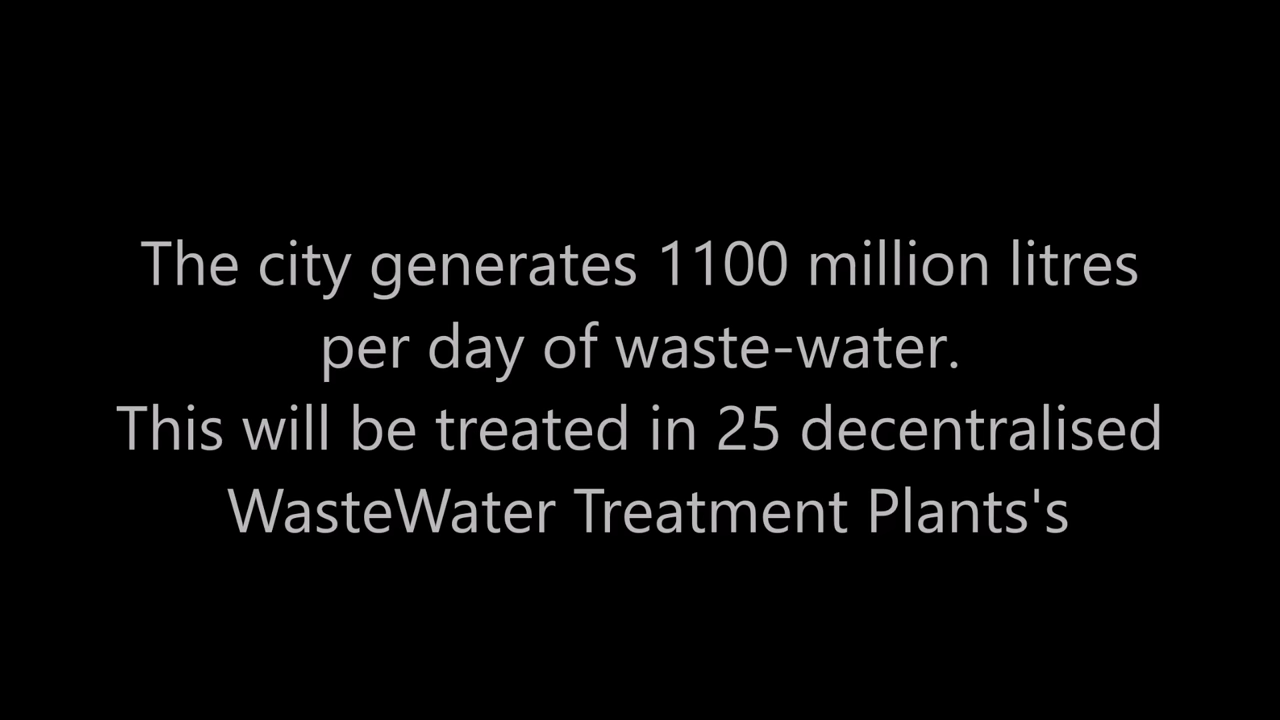 The city generates 1100 million litres
per day of waste-water.
This will be treated in 25 decentralised
WasteWater Treatment Plants's